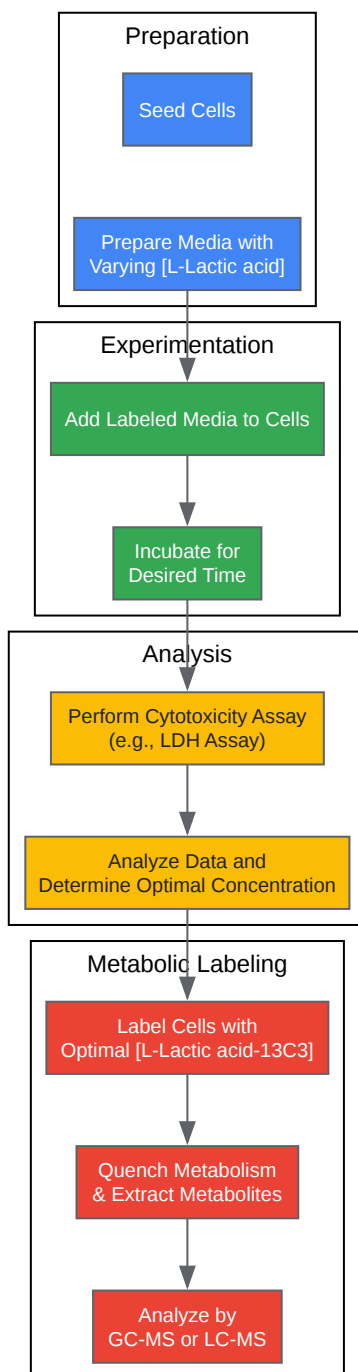 Preparation
Seed Cells
Prepare Media with
Varying [L-Lactic acid]
Experimentation
Add Labeled Media to Cells
Incubate for
Desired Time
Analysis
Perform Cytotoxicity Assay
(e.g., LDH Assay)
Analyze Data and
Determine Optimal Concentration
Metabolic Labeling
Label Cells with
Optimal [L-Lactic acid-13C3]
Quench Metabolism
& Extract Metabolites
Analyze by
GC-MS or LC-MS